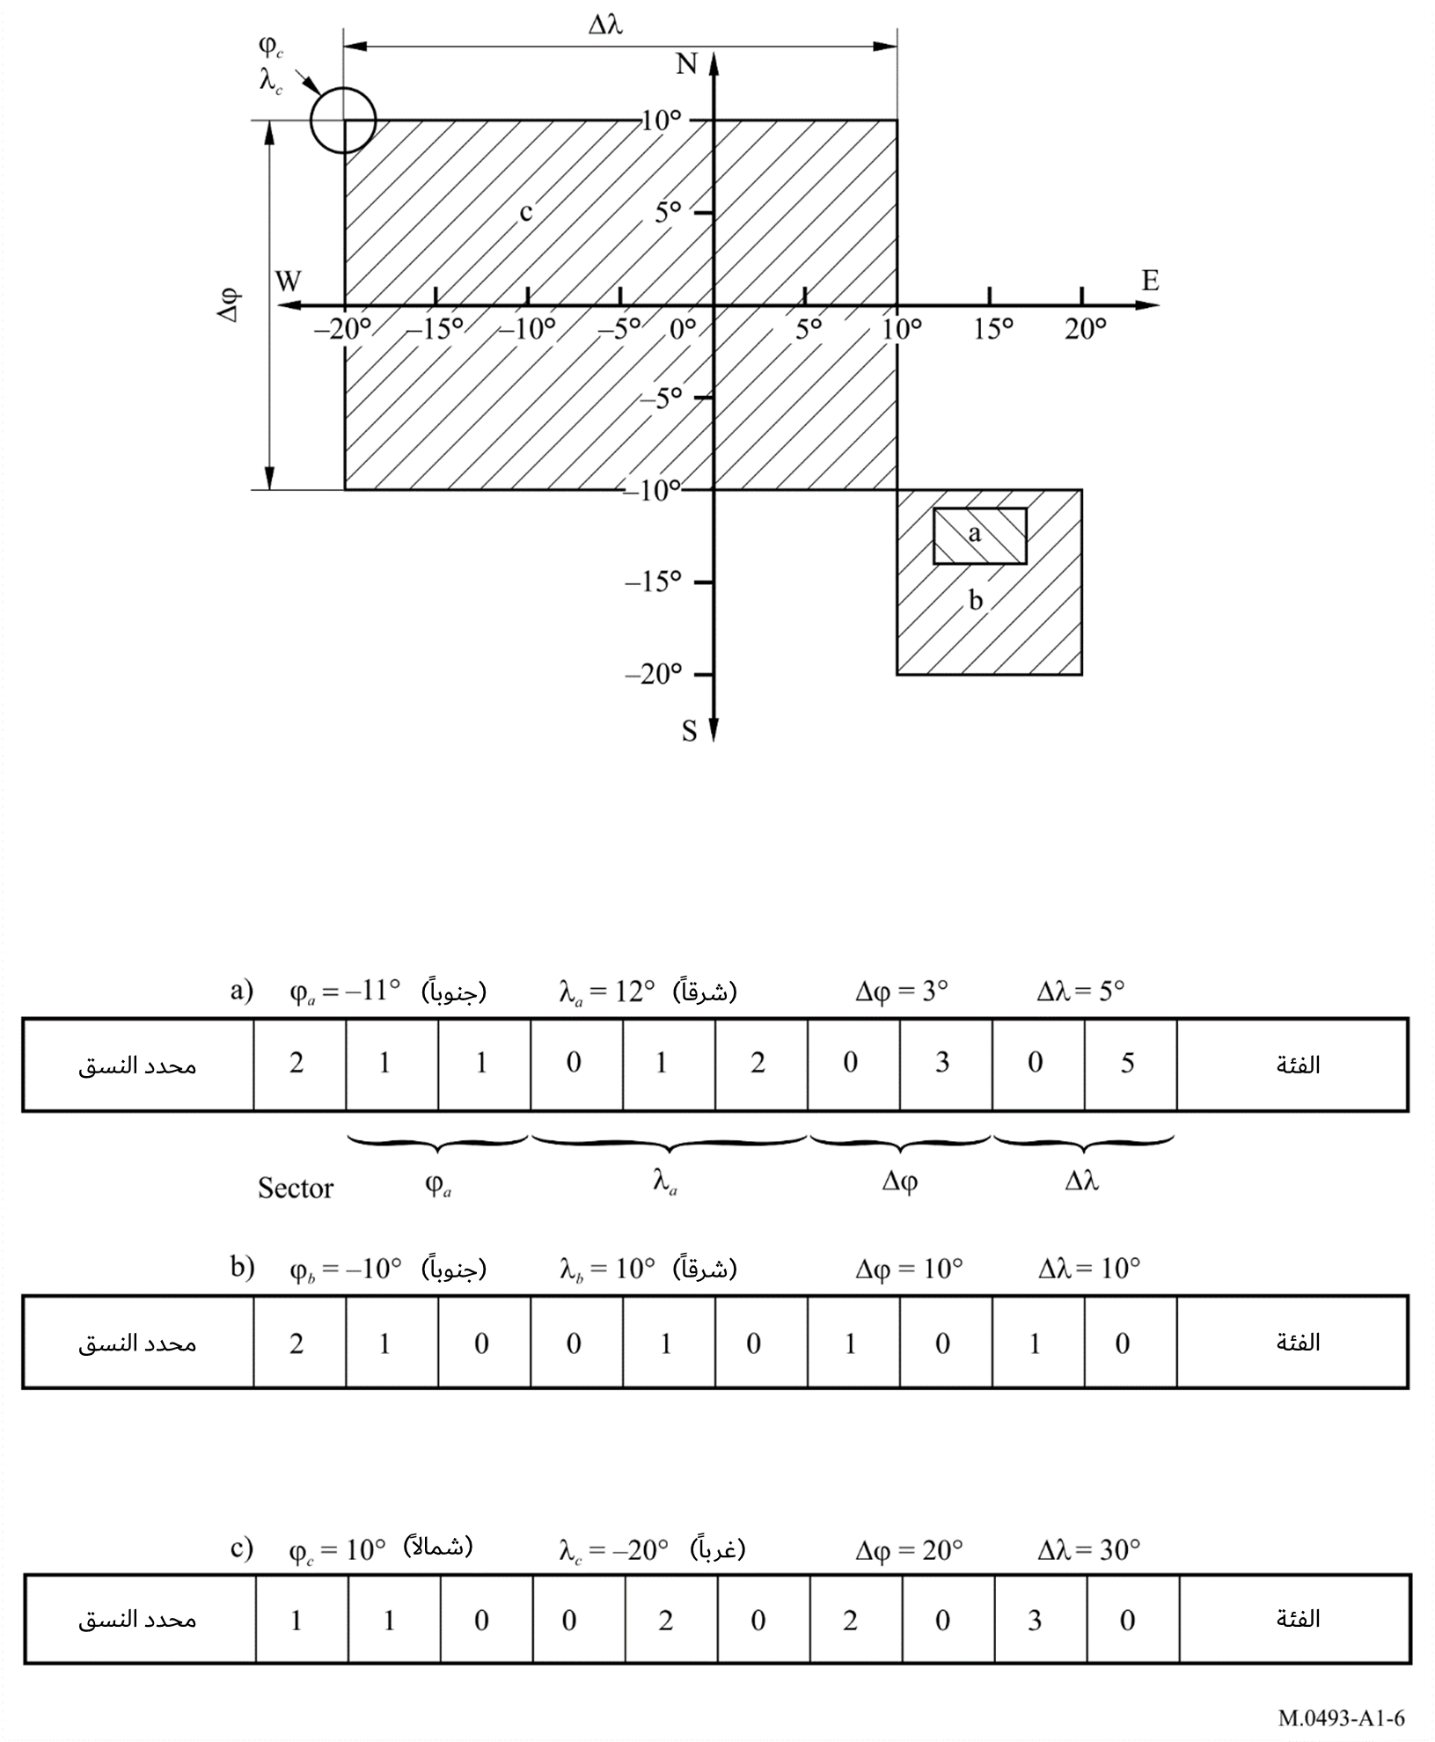 Δλ
φc
λc
N
10°
c
5°
W
E
Δφ
–20° –15° –10° –5° 0° 5° 10° 15° 20°
–5°
–10°
a
–15°
b
–20°
S
a) φa = –11° (جنوباً) λa = 12° (شرقاً) Δφ = 3° Δλ = 5°
محدد النسق 2 1 1 0 1 2 0 3 0 5 الفئة
Sector φa λa Δφ Δλ
b) φb = –10° (جنوباً) λb = 10° (شرقاً) Δφ = 10° Δλ = 10°
محدد النسق 2 1 0 0 1 0 1 0 1 0 الفئة
c) φc = 10° (شمالاً) λc = –20° (غرباً) Δφ = 20° Δλ = 30°
محدد النسق 1 1 0 0 2 0 2 0 3 0 الفئة
M.0493-A1-6